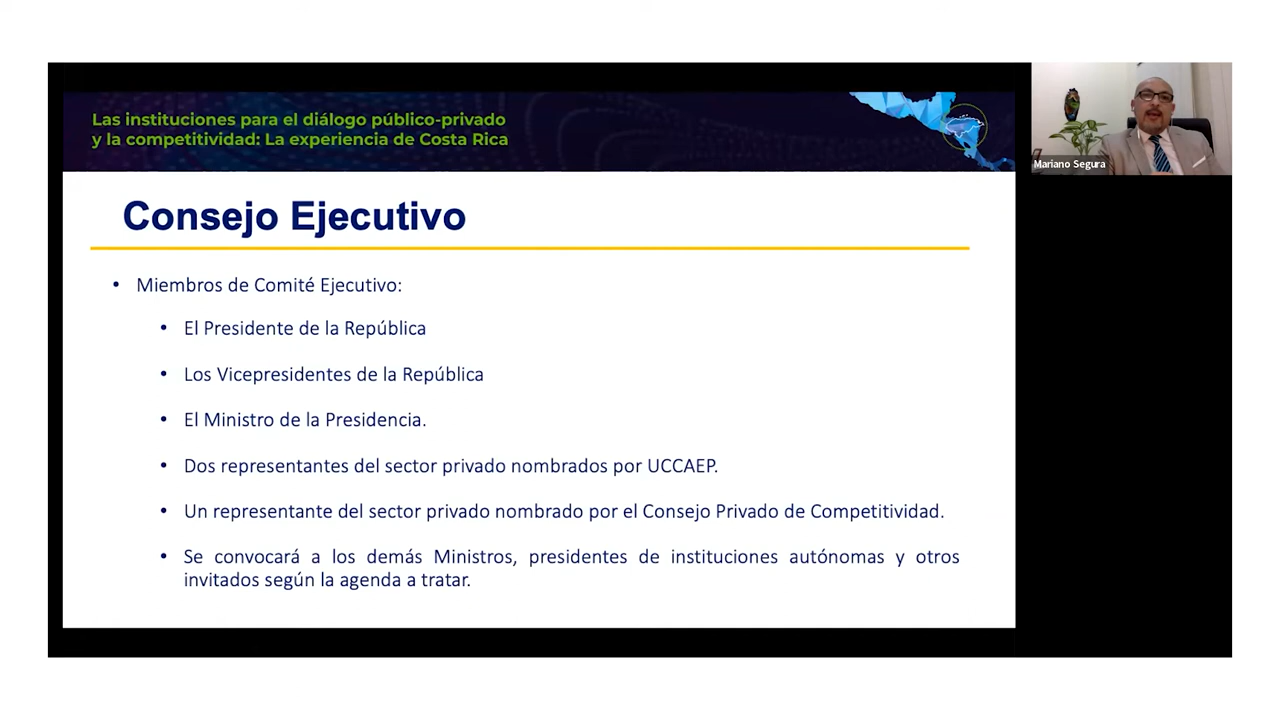 Las instituciones para el diálogo público-privado
y la competitividad: La experiencia de Costa Rica
Mariano Segura
Consejo Ejecutivo
• Miembros de Comité Ejecutivo:
• El Presidente de la República
• Los Vicepresidentes de la República
• El Ministro de la Presidencia.
• Dos representantes del sector privado nombrados por UCCAEP.
• Un representante del sector privado nombrado por el Consejo Privado de Competitividad.
• Se convocará a los demás Ministros, presidentes de instituciones autónomas y otros
invitados según la agenda a tratar.